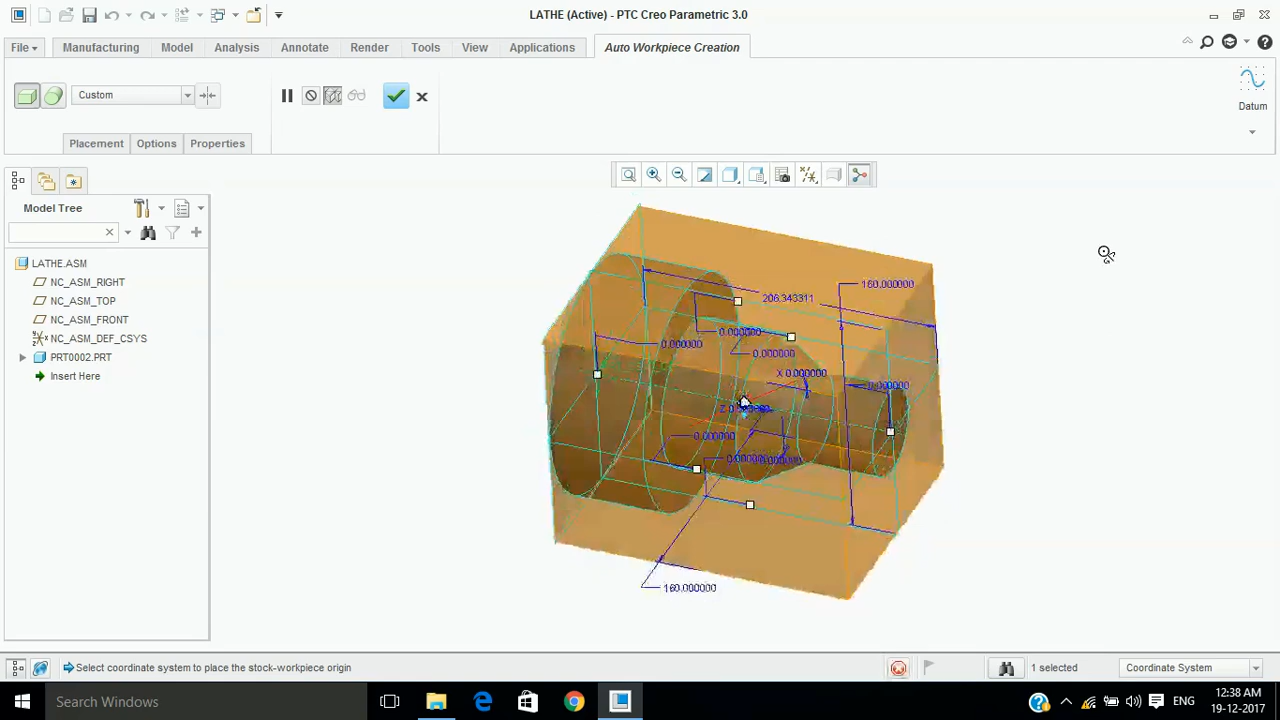 LATHE (Active) - PTC Creo Parametric 3.0
File
Manufacturing
Model
Analysis
Annotate
Render
Tools
View
Applications
Auto Workpiece Creation
Custom
Datum
Placement
Options
Properties
Model Tree
LATHE.ASM
NC_ASM_RIGHT
NC_ASM_TOP
NC_ASM_FRONT
NC_ASM_DEF_CSYS
PRT0002.PRT
Insert Here
160.000000
206.343311
0.000000
0.000000
0.000000
X 0.000000
0.000000
0.000000
160.000000
Select coordinate system to place the stock-workpiece origin
1 selected
Coordinate System
Search Windows
ENG
12:38 AM
19-12-2017